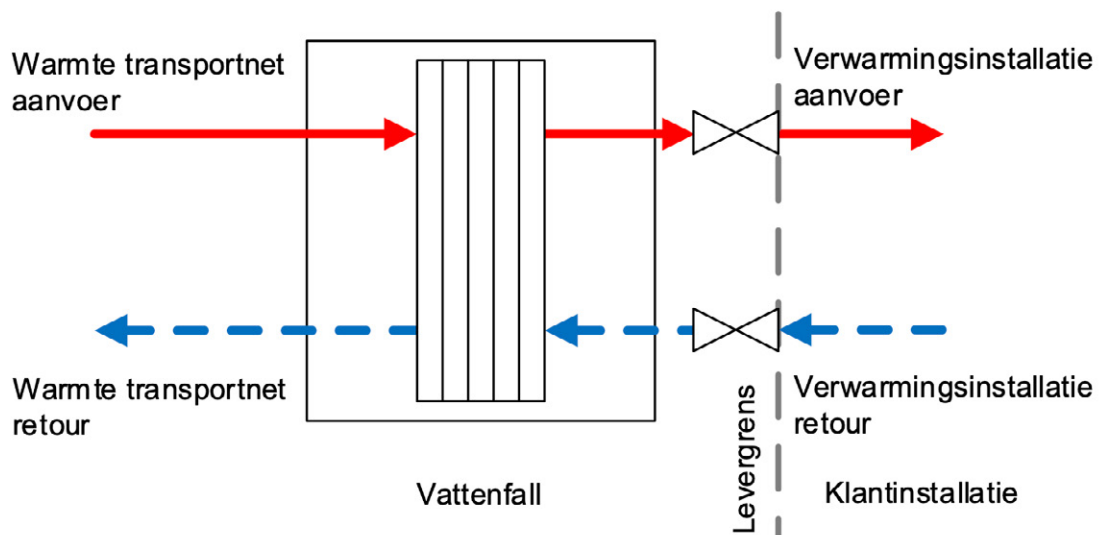 Warmte transportnet
aanvoer
Verwarmingsinstallatie
aanvoer
Warmte transportnet
retour
Verwarmingsinstallatie
retour
Vattenfall
Levergrens
Klantinstallatie